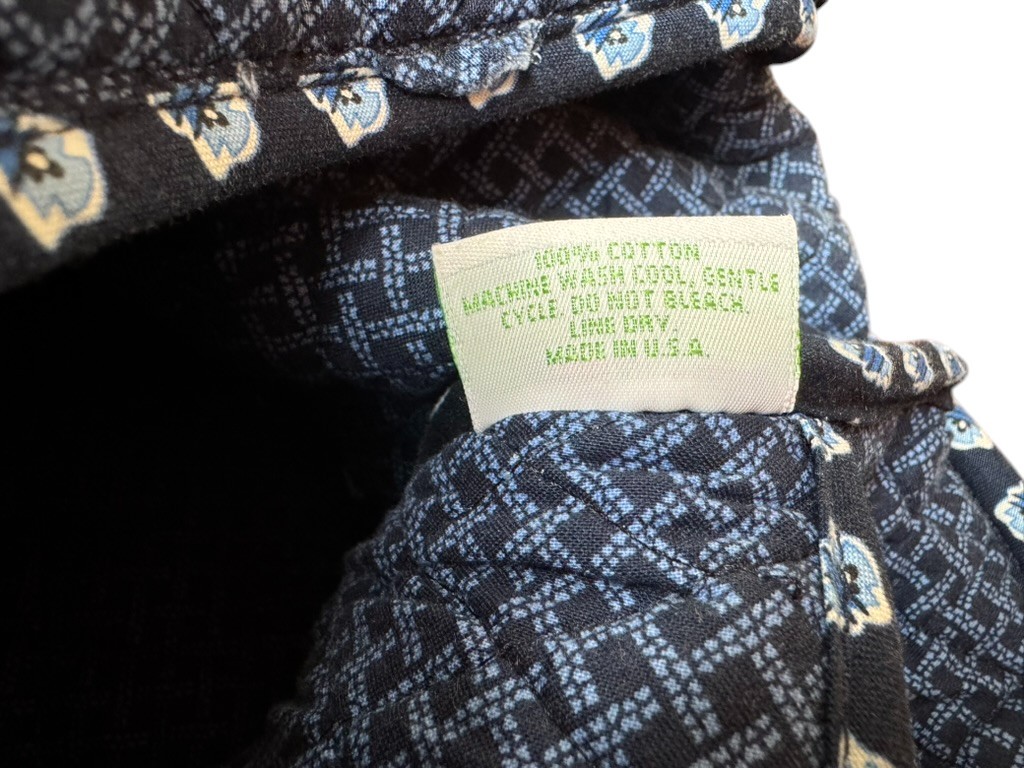 100% COTTON
MACHINE WASH COOL, GENTLE
CYCLE. DO NOT BLEACH.
LINE DRY.
MADE IN U.S.A.